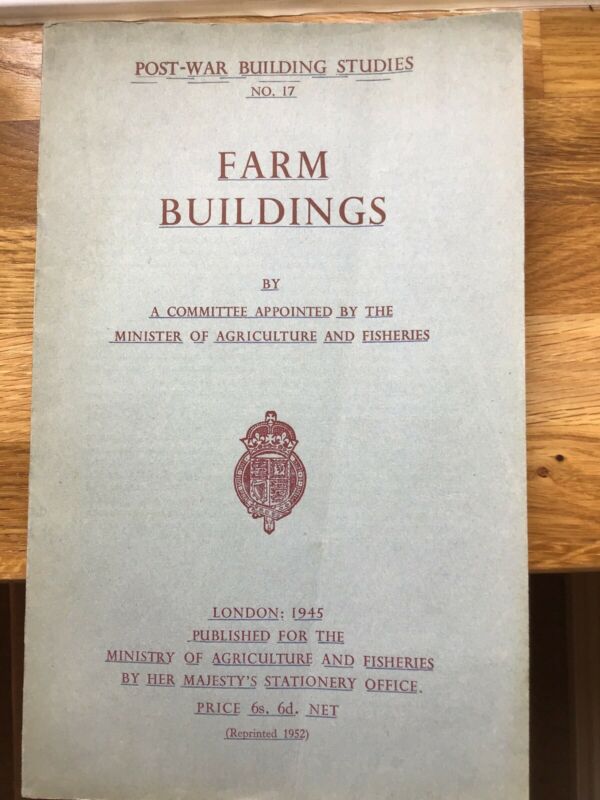 POST-WAR BUILDING STUDIES
NO. 17
FARM
BUILDINGS
BY
A COMMITTEE APPOINTED BY THE
MINISTER OF AGRICULTURE AND FISHERIES
LONDON: 1945
PUBLISHED FOR THE
MINISTRY OF AGRICULTURE AND FISHERIES
BY HER MAJESTY'S STATIONERY OFFICE.
PRICE 6s. 6d. NET
(Reprinted 1952)